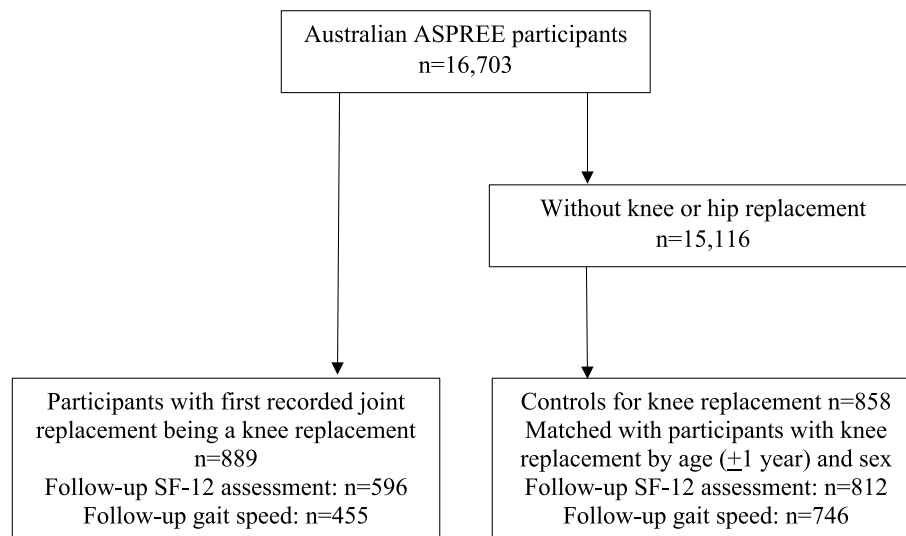 Australian ASPREE participants
n=16,703
Without knee or hip replacement
n=15,116
Participants with first recorded joint
replacement being a knee replacement
n=889
Follow-up SF-12 assessment: n=596
Follow-up gait speed: n=455
Controls for knee replacement n=858
Matched with participants with knee
replacement by age (±1 year) and sex
Follow-up SF-12 assessment: n=812
Follow-up gait speed: n=746